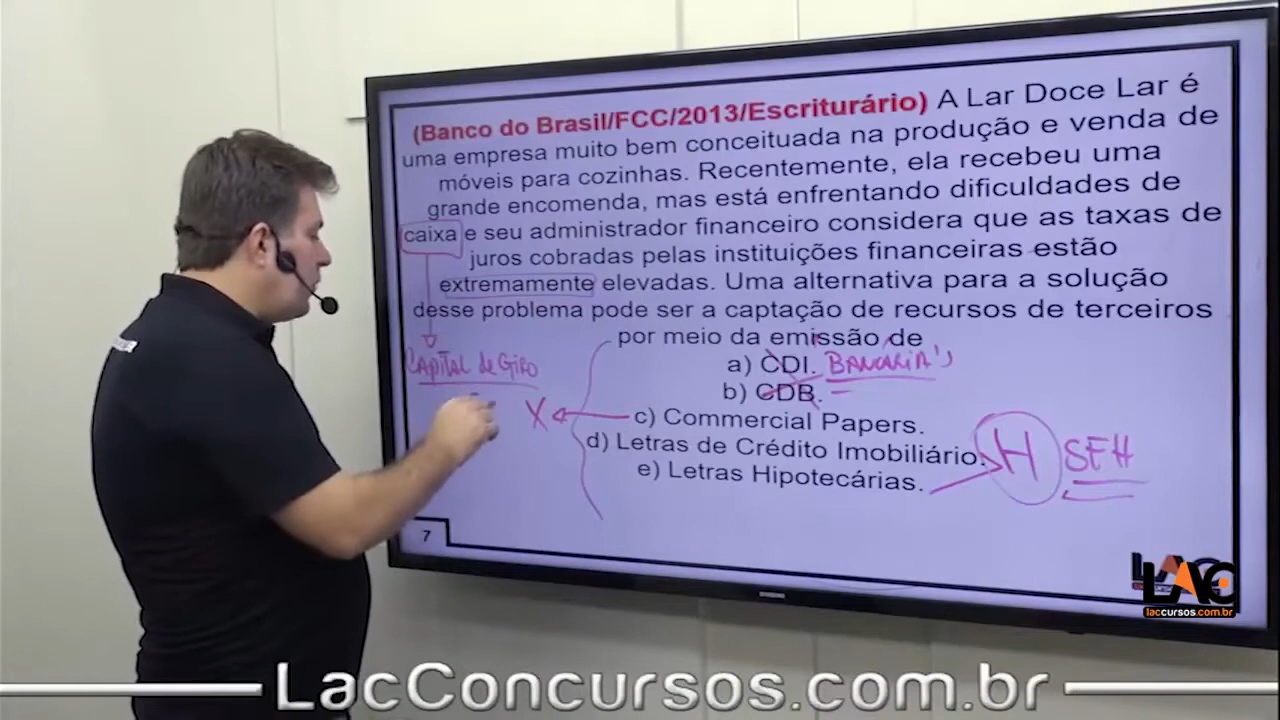 (Banco do Brasil/FCC/2013/Escriturário) A Lar Doce Lar é
uma empresa muito bem conceituada na produção e venda de
móveis para cozinhas. Recentemente, ela recebeu uma
grande encomenda, mas está enfrentando dificuldades de
caixa e seu administrador financeiro considera que as taxas de
juros cobradas pelas instituições financeiras estão
extremamente elevadas. Uma alternativa para a solução
desse problema pode ser a captação de recursos de terceiros
por meio da emissão de
a) CDI. BANCÁRIA'S
CAPITAL de GIRO
b) CDB.
X
c) Commercial Papers.
d) Letras de Crédito Imobiliário.
H SFH
e) Letras Hipotecárias.
7
LAC
laccursos.com.br
LacConcursos.com.br